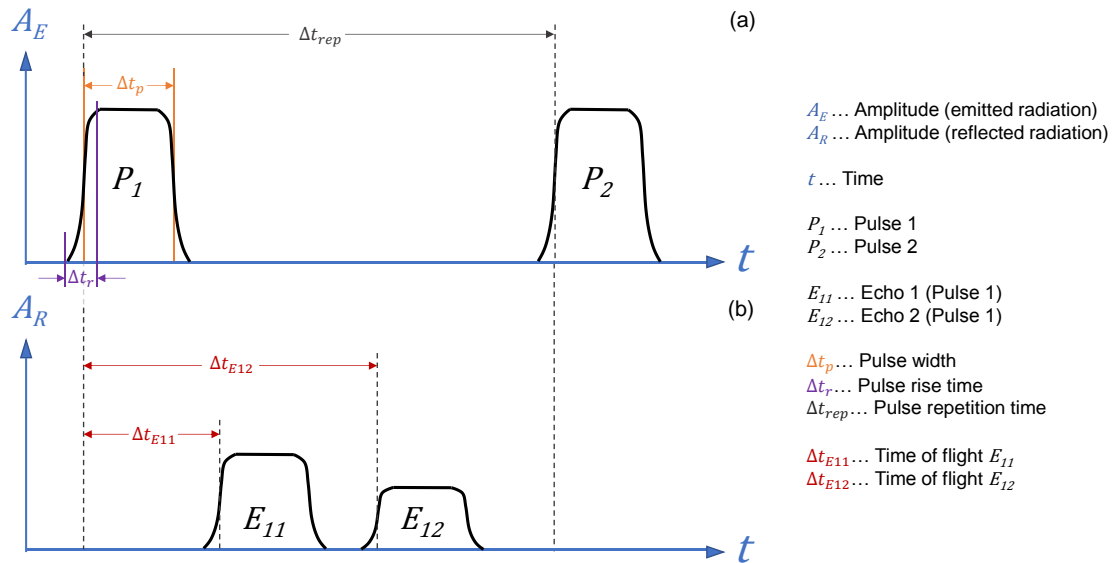 (a)
A_E
Δt_rep
Δt_p
P_1
P_2
Δt_r
t
(b)
A_R
Δt_E12
Δt_E11
E_11
E_12
t
A_E … Amplitude (emitted radiation)
A_R … Amplitude (reflected radiation)
t … Time
P_1 … Pulse 1
P_2 … Pulse 2
E_11 … Echo 1 (Pulse 1)
E_12 … Echo 2 (Pulse 1)
Δt_p … Pulse width
Δt_r … Pulse rise time
Δt_rep … Pulse repetition time
Δt_E11 … Time of flight E_11
Δt_E12 … Time of flight E_12